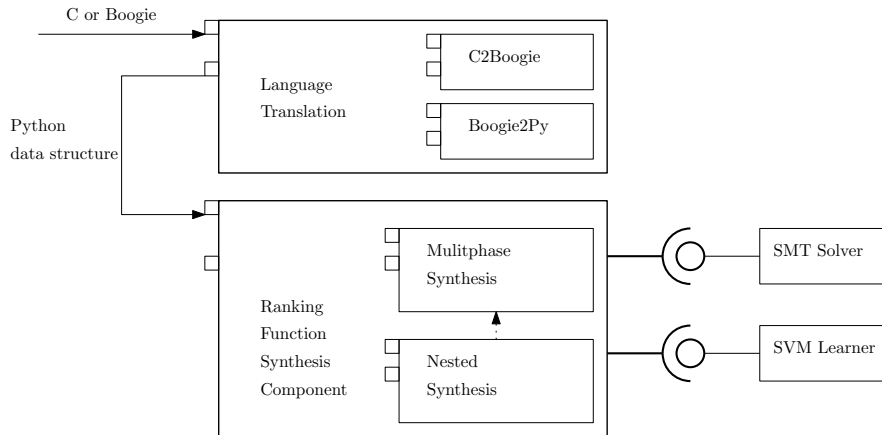 C or Boogie
C2Boogie
Language
Translation
Boogie2Py
Python
data structure
Mulitphase
Synthesis
SMT Solver
Ranking
Function
Synthesis
Component
Nested
Synthesis
SVM Learner